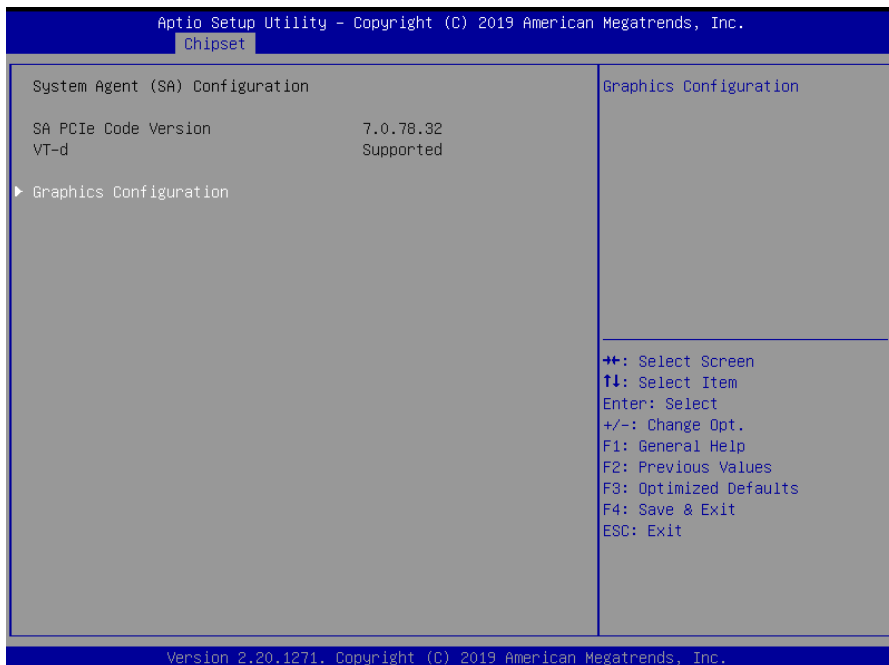 Aptio Setup Utility – Copyright (C) 2019 American Megatrends, Inc.
Chipset
System Agent (SA) Configuration
SA PCIe Code Version 7.0.78.32
VT-d Supported
Graphics Configuration
Graphics Configuration
→←: Select Screen
↑↓: Select Item
Enter: Select
+/-: Change Opt.
F1: General Help
F2: Previous Values
F3: Optimized Defaults
F4: Save & Exit
ESC: Exit
Version 2.20.1271. Copyright (C) 2019 American Megatrends, Inc.